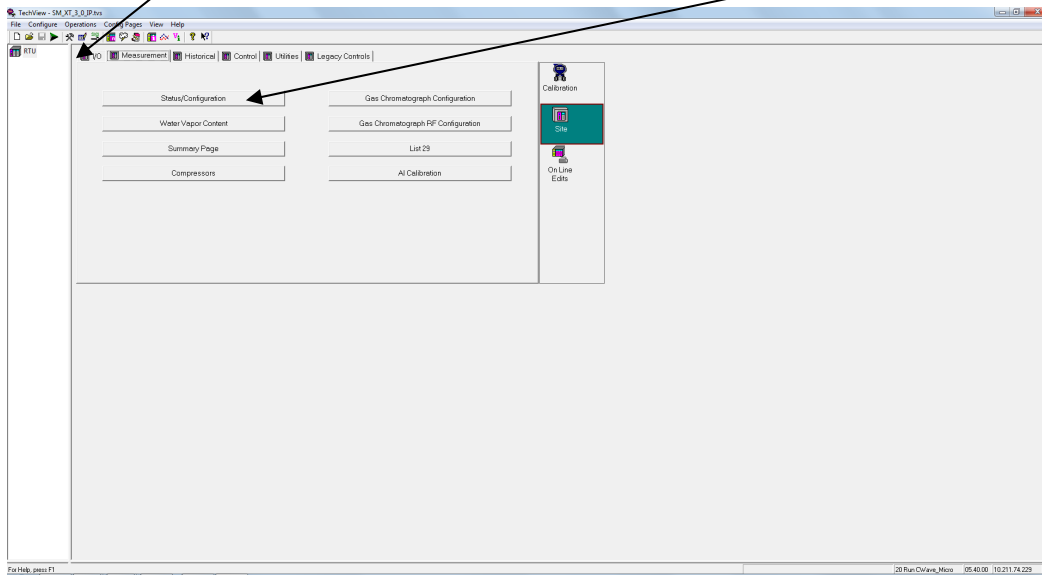 TechView - SM_XT_3_0_IP.tvs
File Configure Operations Config Pages View Help
RTU
I/O Measurement Historical Control Utilities Legacy Controls
Status/Configuration
Gas Chromatograph Configuration
Water Vapor Content
Gas Chromatograph RF Configuration
Summary Page
List 29
Compressors
AI Calibration
Calibration
Site
On Line
Edits
For Help, press F1
20 Run CWave_Micro 05.40.00 10.211.74.229